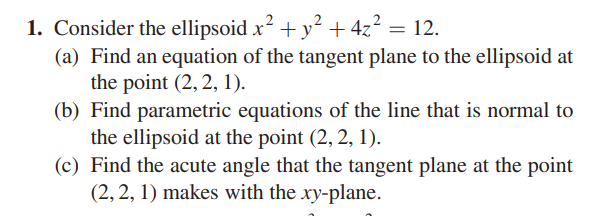 1. Consider the ellipsoid x² + y² + 4z² = 12.
(a) Find an equation of the tangent plane to the ellipsoid at
the point (2, 2, 1).
(b) Find parametric equations of the line that is normal to
the ellipsoid at the point (2, 2, 1).
(c) Find the acute angle that the tangent plane at the point
(2, 2, 1) makes with the xy-plane.